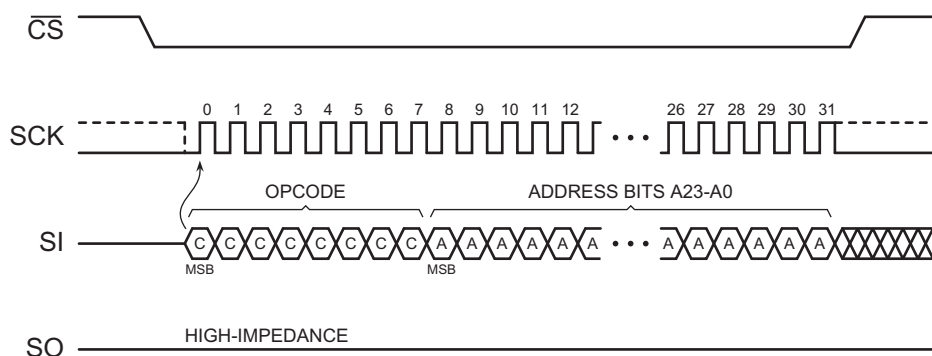 CS
0 1 2 3 4 5 6 7 8 9 10 11 12 26 27 28 29 30 31
SCK
OPCODE ADDRESS BITS A23-A0
SI C C C C C C C C A A A A A A A A A A A A
MSB MSB
HIGH-IMPEDANCE
SO